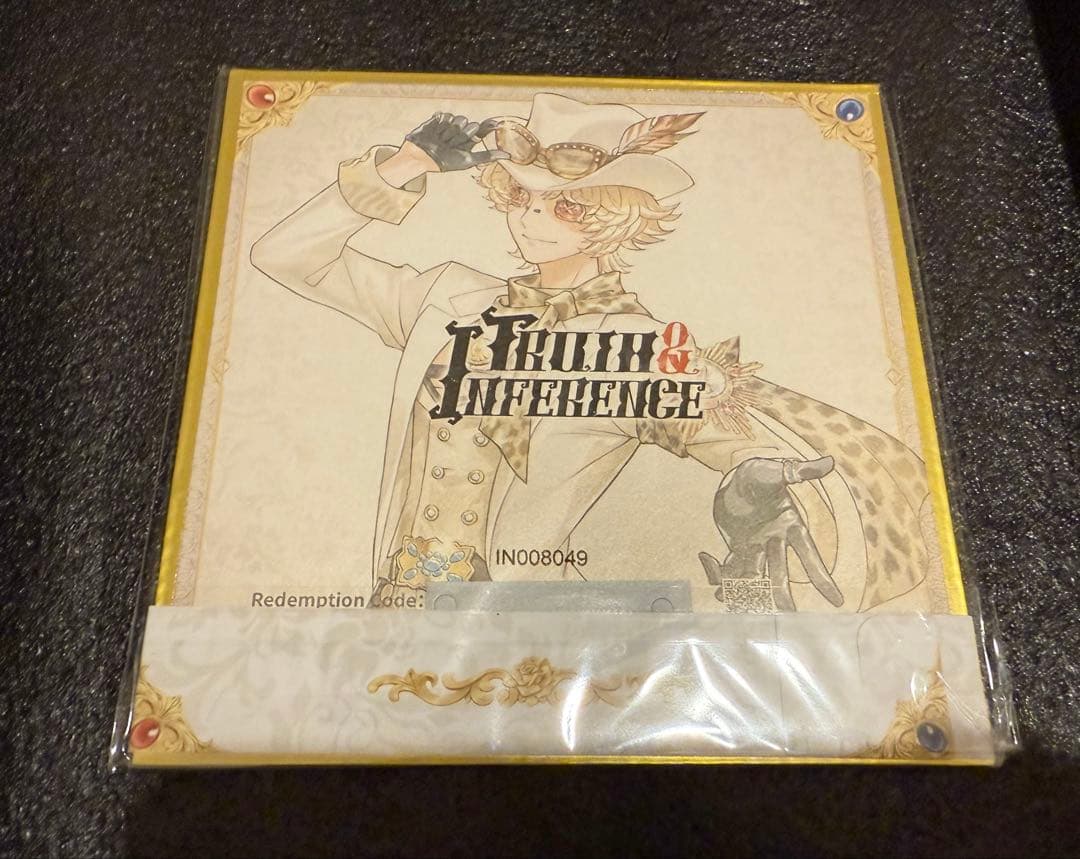 TRUTH &
INFERENCE
IN008049
Redemption Code: